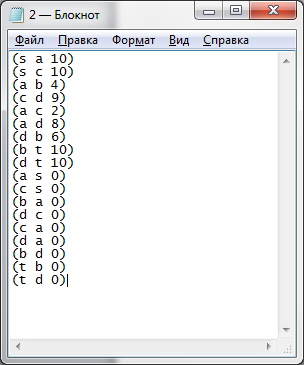 2 — Блокнот
Файл Правка Формат Вид Справка
(s a 10)
(s c 10)
(a b 4)
(c d 9)
(a c 2)
(a d 8)
(d b 6)
(b t 10)
(d t 10)
(a s 0)
(c s 0)
(b a 0)
(d c 0)
(c a 0)
(d a 0)
(b d 0)
(t b 0)
(t d 0)